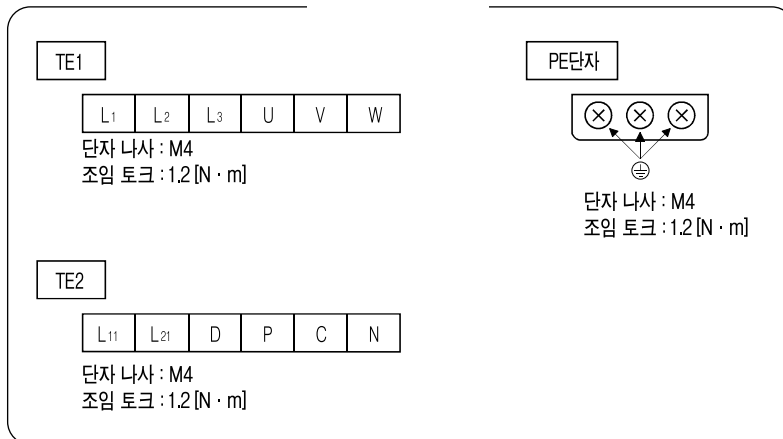 TE1
L1 L2 L3 U V W
단자 나사 : M4
조임 토크 : 1.2 [N · m]
PE단자
단자 나사 : M4
조임 토크 : 1.2 [N · m]
TE2
L11 L21 D P C N
단자 나사 : M4
조임 토크 : 1.2 [N · m]